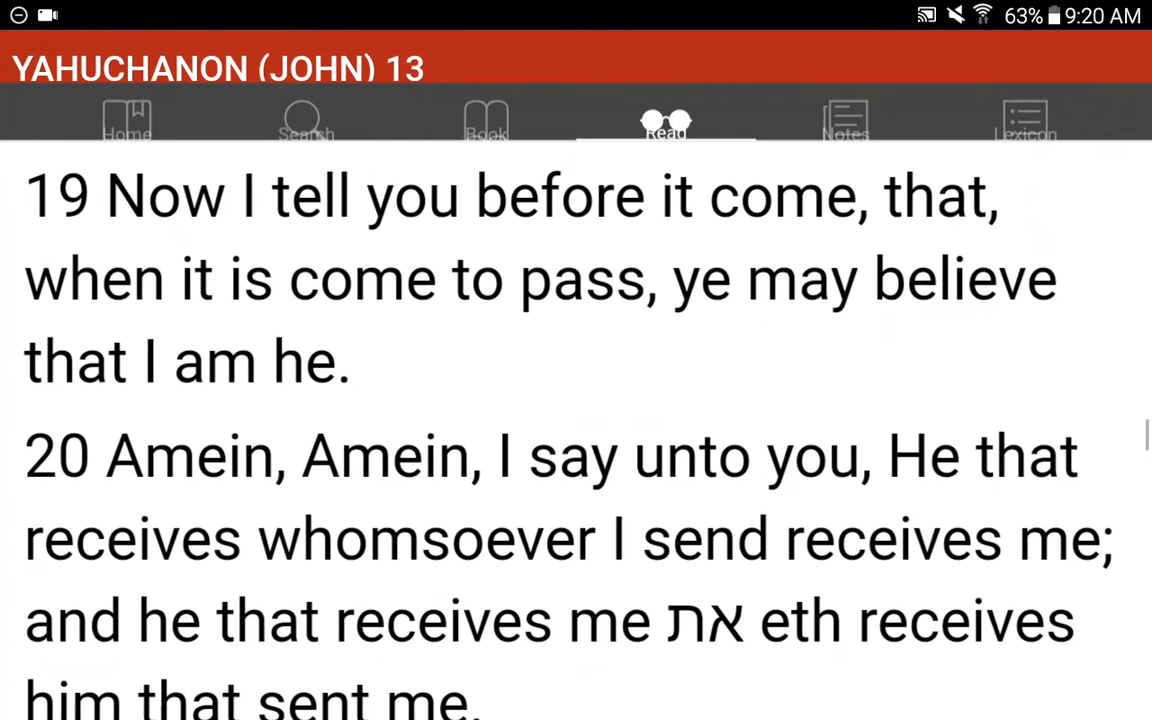 63% 9:20 AM
YAHUCHANON (JOHN) 13
Home Search Book Read Notes Lexicon
19 Now I tell you before it come, that,
when it is come to pass, ye may believe
that I am he.
20 Amein, Amein, I say unto you, He that
receives whomsoever I send receives me;
and he that receives me את eth receives
him that sent me.